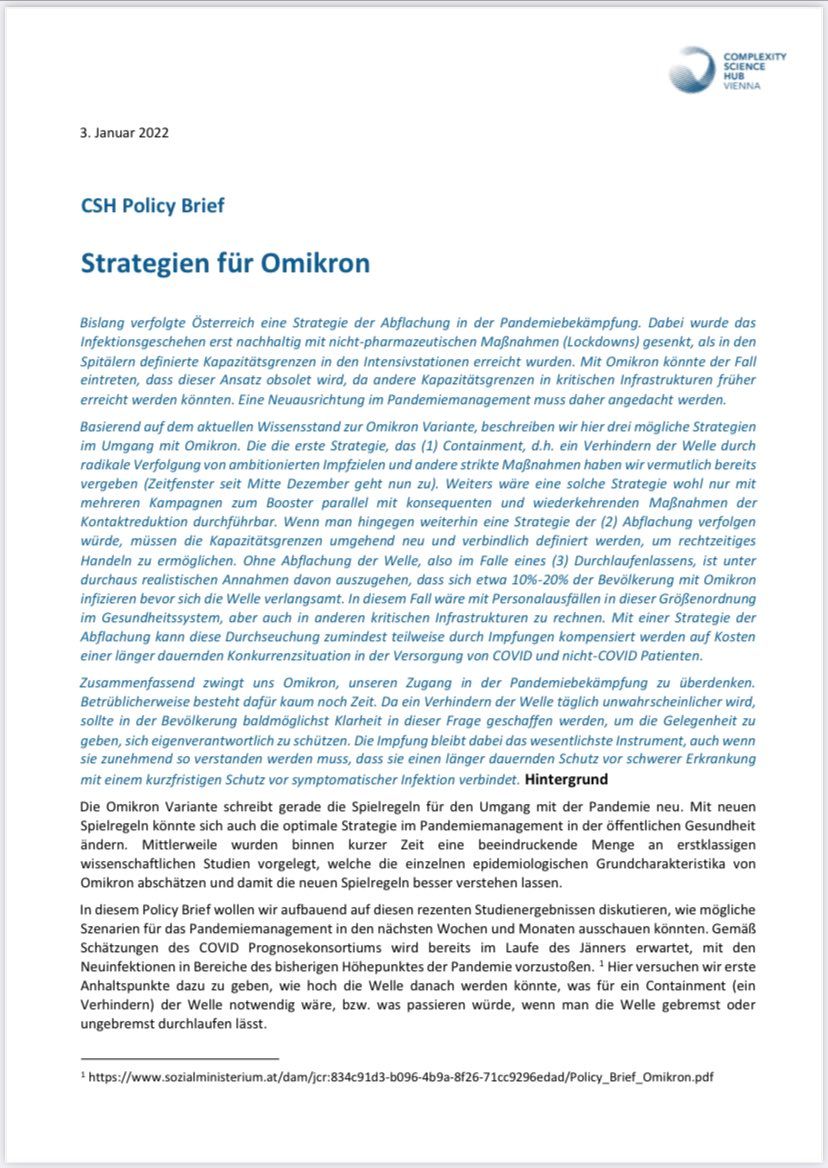 COMPLEXITY
SCIENCE
HUB
VIENNA
3. Januar 2022
CSH Policy Brief
Strategien für Omikron
Bislang verfolgte Österreich eine Strategie der Abflachung in der Pandemiebekämpfung. Dabei wurde das
Infektionsgeschehen erst nachhaltig mit nicht-pharmazeutischen Maßnahmen (Lockdowns) gesenkt, als in den
Spitälern definierte Kapazitätsgrenzen in den Intensivstationen erreicht wurden. Mit Omikron könnte der Fall
eintreten, dass dieser Ansatz obsolet wird, da andere Kapazitätsgrenzen in kritischen Infrastrukturen früher
erreicht werden könnten. Eine Neuausrichtung im Pandemiemanagement muss daher angedacht werden.
Basierend auf dem aktuellen Wissensstand zur Omikron Variante, beschreiben wir hier drei mögliche Strategien
im Umgang mit Omikron. Die die erste Strategie, das (1) Containment, d.h. ein Verhindern der Welle durch
radikale Verfolgung von ambitionierten Impfzielen und andere strikte Maßnahmen haben wir vermutlich bereits
vergeben (Zeitfenster seit Mitte Dezember geht nun zu). Weiters wäre eine solche Strategie wohl nur mit
mehreren Kampagnen zum Booster parallel mit konsequenten und wiederkehrenden Maßnahmen der
Kontaktreduktion durchführbar. Wenn man hingegen weiterhin eine Strategie der (2) Abflachung verfolgen
würde, müssen die Kapazitätsgrenzen umgehend neu und verbindlich definiert werden, um rechtzeitiges
Handeln zu ermöglichen. Ohne Abflachung der Welle, also im Falle eines (3) Durchlaufenlassens, ist unter
durchaus realistischen Annahmen davon auszugehen, dass sich etwa 10%-20% der Bevölkerung mit Omikron
infizieren bevor sich die Welle verlangsamt. In diesem Fall wäre mit Personalausfällen in dieser Größenordnung
im Gesundheitssystem, aber auch in anderen kritischen Infrastrukturen zu rechnen. Mit einer Strategie der
Abflachung kann diese Durchseuchung zumindest teilweise durch Impfungen kompensiert werden auf Kosten
einer länger dauernden Konkurrenzsituation in der Versorgung von COVID und nicht-COVID Patienten.
Zusammenfassend zwingt uns Omikron, unseren Zugang in der Pandemiebekämpfung zu überdenken.
Betrüblicherweise besteht dafür kaum noch Zeit. Da ein Verhindern der Welle täglich unwahrscheinlicher wird,
sollte in der Bevölkerung baldmöglichst Klarheit in dieser Frage geschaffen werden, um die Gelegenheit zu
geben, sich eigenverantwortlich zu schützen. Die Impfung bleibt dabei das wesentlichste Instrument, auch wenn
sie zunehmend so verstanden werden muss, dass sie einen länger dauernden Schutz vor schwerer Erkrankung
mit einem kurzfristigen Schutz vor symptomatischer Infektion verbindet. Hintergrund
Die Omikron Variante schreibt gerade die Spielregeln für den Umgang mit der Pandemie neu. Mit neuen
Spielregeln könnte sich auch die optimale Strategie im Pandemiemanagement in der öffentlichen Gesundheit
ändern. Mittlerweile wurden binnen kurzer Zeit eine beeindruckende Menge an erstklassigen
wissenschaftlichen Studien vorgelegt, welche die einzelnen epidemiologischen Grundcharakteristika von
Omikron abschätzen und damit die neuen Spielregeln besser verstehen lassen.
In diesem Policy Brief wollen wir aufbauend auf diesen rezenten Studienergebnissen diskutieren, wie mögliche
Szenarien für das Pandemiemanagement in den nächsten Wochen und Monaten ausschauen könnten. Gemäß
Schätzungen des COVID Prognosekonsortiums wird bereits im Laufe des Jänners erwartet, mit den
Neuinfektionen in Bereiche des bisherigen Höhepunktes der Pandemie vorzustoßen. ¹ Hier versuchen wir erste
Anhaltspunkte dazu zu geben, wie hoch die Welle danach werden könnte, was für ein Containment (ein
Verhindern) der Welle notwendig wäre, bzw. was passieren würde, wenn man die Welle gebremst oder
ungebremst durchlaufen lässt.
¹ https://www.sozialministerium.at/dam/jcr:834c91d3-b096-4b9a-8f26-71cc9296edad/Policy_Brief_Omikron.pdf